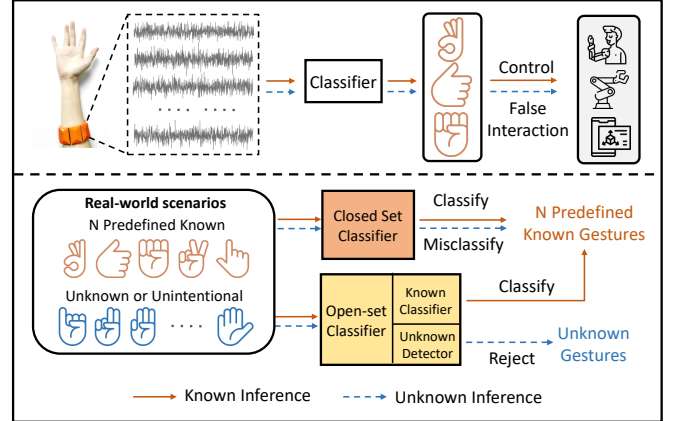 Classifier
Control
False
Interaction
Real-world scenarios
N Predefined Known
Unknown or Unintentional
Closed Set
Classifier
Classify
Misclassify
N Predefined
Known Gestures
Open-set
Classifier
Known
Classifier
Unknown
Detector
Classify
Reject
Unknown
Gestures
Known Inference
Unknown Inference